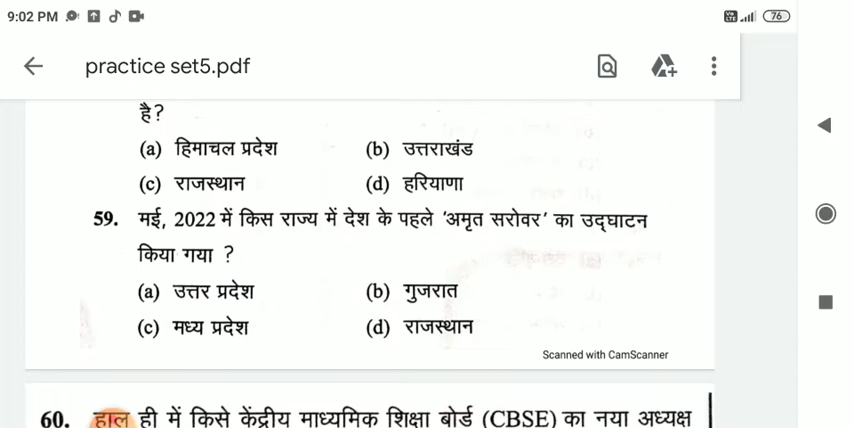 9:02 PM 76
practice set5.pdf
है?
(a) हिमाचल प्रदेश (b) उत्तराखंड
(c) राजस्थान (d) हरियाणा
59. मई, 2022 में किस राज्य में देश के पहले 'अमृत सरोवर' का उद्घाटन
किया गया ?
(a) उत्तर प्रदेश (b) गुजरात
(c) मध्य प्रदेश (d) राजस्थान
Scanned with CamScanner
60. हाल ही में किसे केंद्रीय माध्यमिक शिक्षा बोर्ड (CBSE) का नया अध्यक्ष